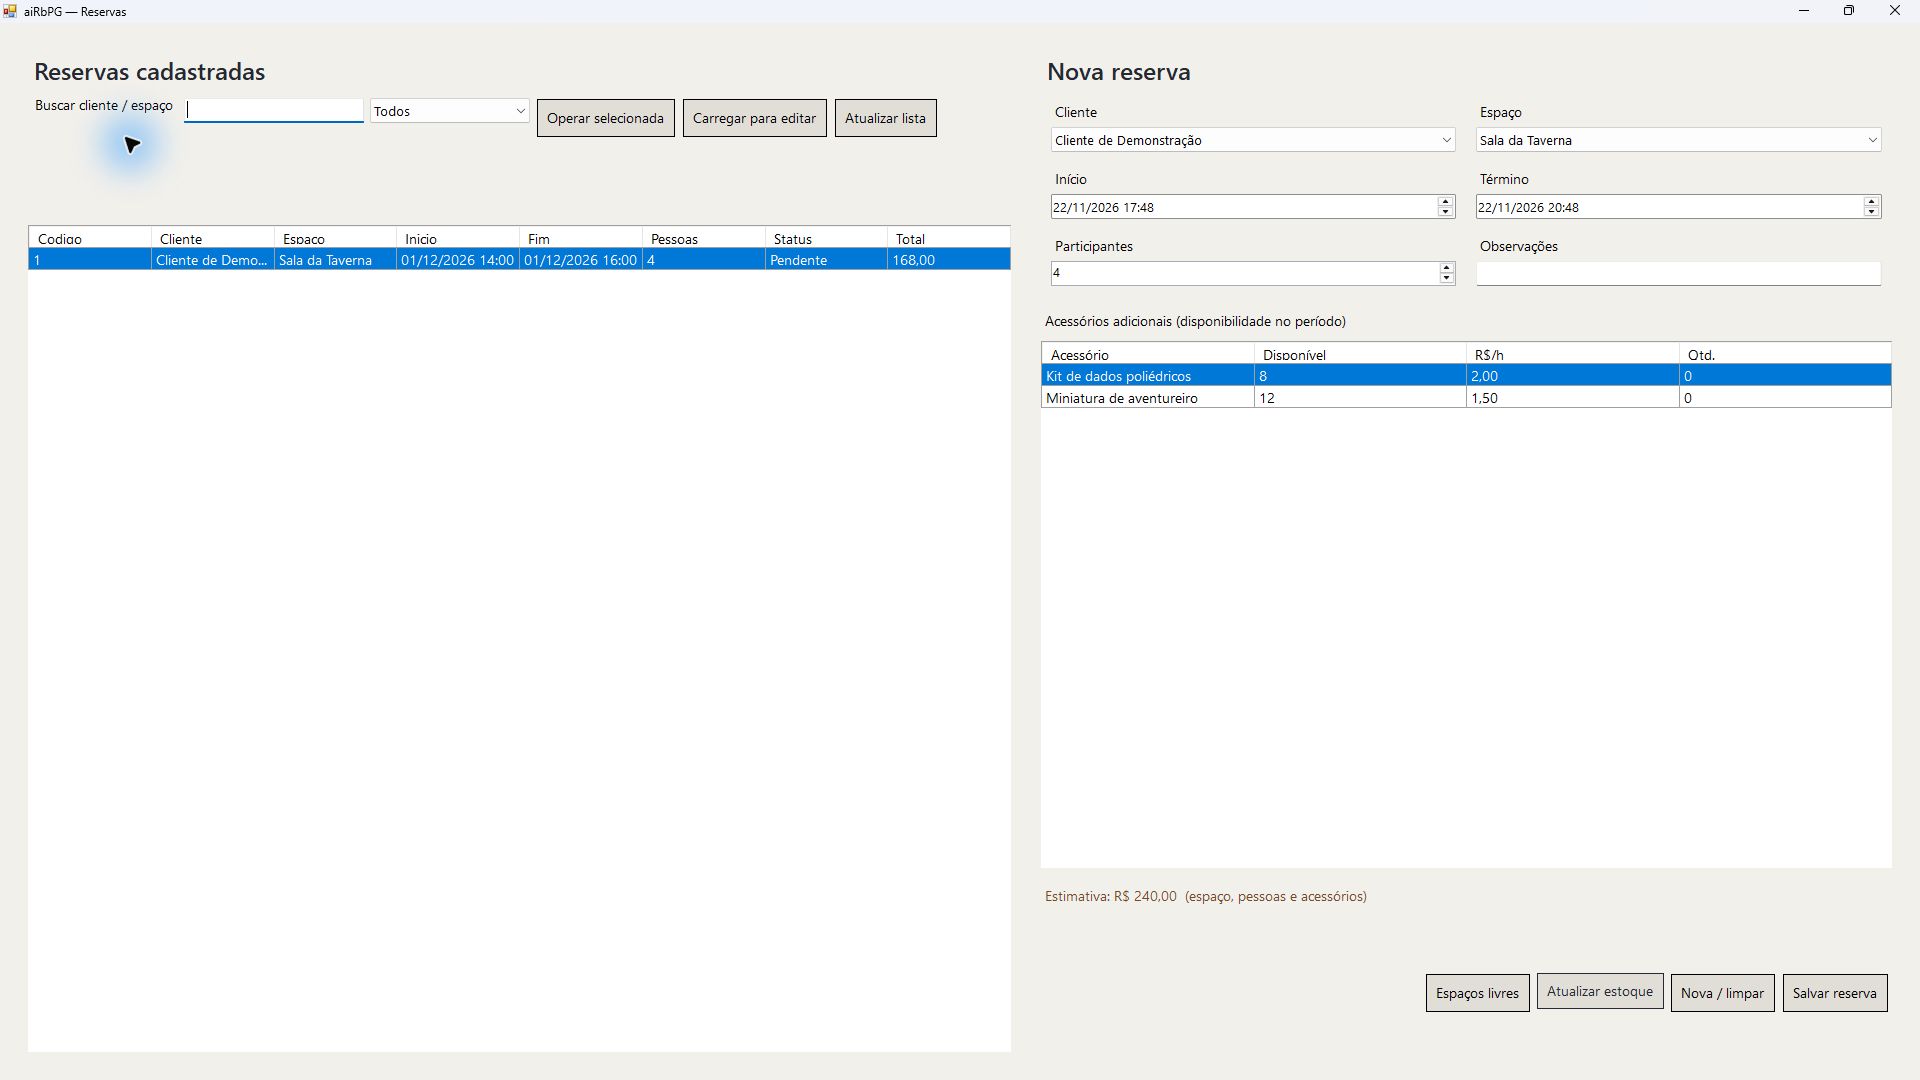 aiRbPG — Reservas
Reservas cadastradas
Buscar cliente / espaço
Todos
Operar selecionada
Carregar para editar
Atualizar lista
Codigo Cliente Espaco Inicio Fim Pessoas Status Total
1 Cliente de Demo... Sala da Taverna 01/12/2026 14:00 01/12/2026 16:00 4 Pendente 168,00
Nova reserva
Cliente Espaço
Cliente de Demonstração Sala da Taverna
Início Término
22/11/2026 17:48 22/11/2026 20:48
Participantes Observações
4
Acessórios adicionais (disponibilidade no período)
Acessório Disponível R$/h Qtd.
Kit de dados poliédricos 8 2,00 0
Miniatura de aventureiro 12 1,50 0
Estimativa: R$ 240,00 (espaço, pessoas e acessórios)
Espaços livres
Atualizar estoque
Nova / limpar
Salvar reserva